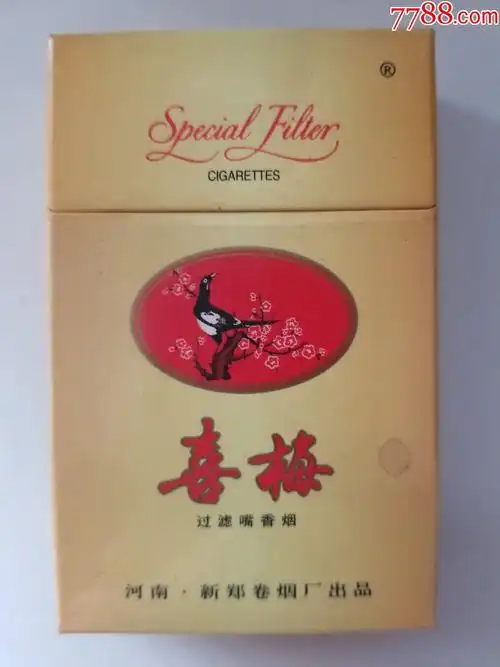 7788.com
®
Special Filter
CIGARETTES
喜梅
过滤嘴香烟
河南·新郑卷烟厂出品